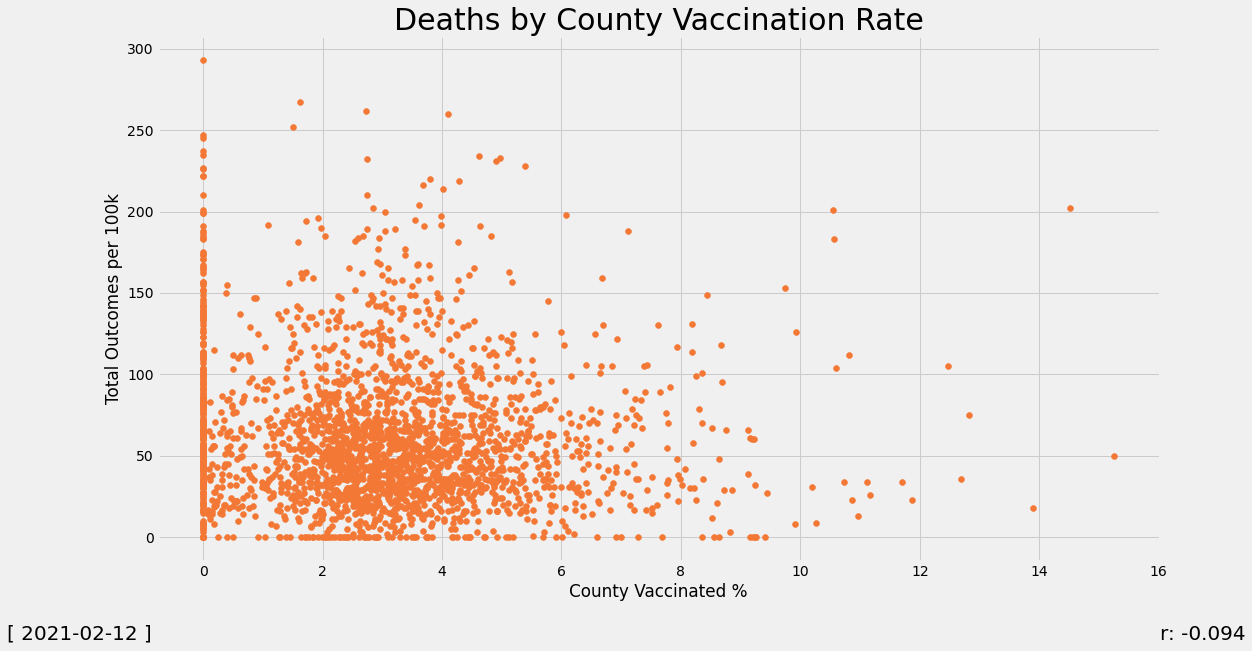 Deaths by County Vaccination Rate
300
250
200
150
100
50
0
Total Outcomes per 100k
0 2 4 6 8 10 12 14 16
County Vaccinated %
[ 2021-02-12 ]
r: -0.094